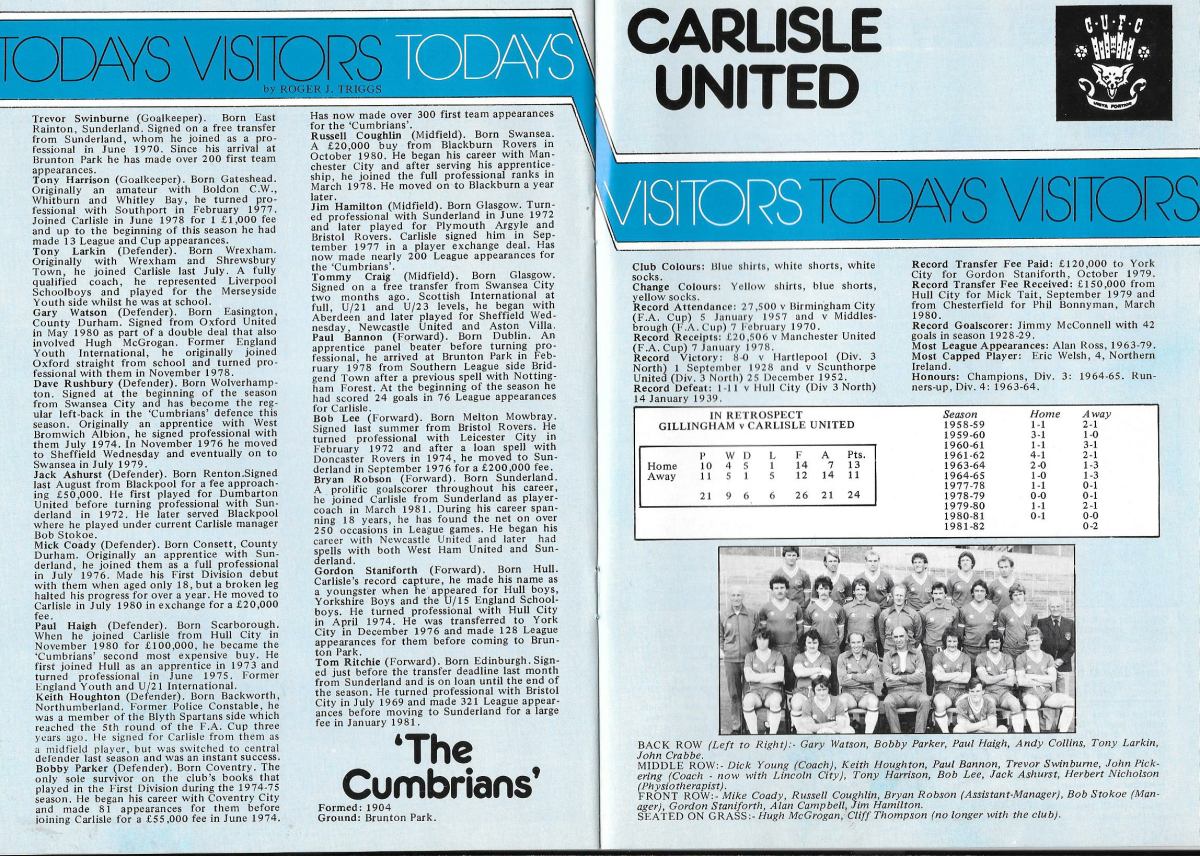 TODAYS VISITORS TODAYS
by ROGER J. TRIGGS
Trevor Swinburne (Goalkeeper). Born East
Rainton, Sunderland. Signed on a free transfer
from Sunderland, whom he joined as a pro-
fessional in June 1970. Since his arrival at
Brunton Park he has made over 200 first team
appearances.
Tony Harrison (Goalkeeper). Born Gateshead.
Originally an amateur with Boldon C.W.,
Whitburn and Whitley Bay, he turned pro-
fessional with Southport in February 1977.
Joined Carlisle in June 1978 for a £1,000 fee
and up to the beginning of this season he had
made 13 League and Cup appearances.
Tony Larkin (Defender). Born Wrexham.
Originally with Wrexham and Shrewsbury
Town, he joined Carlisle last July. A fully
qualified coach, he represented Liverpool
Schoolboys and played for the Merseyside
Youth side whilst he was at school.
Gary Watson (Defender). Born Easington,
County Durham. Signed from Oxford United
in May 1980 as part of a double deal that also
involved Hugh McGrogan. Former England
Youth International, he originally joined
Oxford straight from school and turned pro-
fessional with them in November 1978.
Dave Rushbury (Defender). Born Wolverhamp-
ton. Signed at the beginning of the season
from Swansea City and has become the reg-
ular left-back in the 'Cumbrians' defence this
season. Originally an apprentice with West
Bromwich Albion, he signed professional with
them July 1974. In November 1976 he moved
to Sheffield Wednesday and eventually on to
Swansea in July 1979.
Jack Ashurst (Defender). Born Renton.Signed
last August from Blackpool for a fee approach-
ing £50,000. He first played for Dumbarton
United before turning professional with Sun-
derland in 1972. He later served Blackpool
where he played under current Carlisle manager
Bob Stokoe.
Mick Coady (Defender). Born Consett, County
Durham. Originally an apprentice with Sun-
derland, he joined them as a full professional
in July 1976. Made his First Division debut
with them when aged only 18, but a broken leg
halted his progress for over a year. He moved to
Carlisle in July 1980 in exchange for a £20,000
fee.
Paul Haigh (Defender). Born Scarborough.
When he joined Carlisle from Hull City in
November 1980 for £100,000, he became the
'Cumbrians' second most expensive buy. He
first joined Hull as an apprentice in 1973 and
turned professional in June 1975. Former
England Youth and U/21 International.
Keith Houghton (Defender). Born Backworth,
Northumberland. Former Police Constable, he
was a member of the Blyth Spartans side which
reached the 5th round of the F.A. Cup three
years ago. He signed for Carlisle from them as
a midfield player, but was switched to central
defender last season and was an instant success.
Bobby Parker (Defender). Born Coventry. The
only sole survivor on the club's books that
played in the First Division during the 1974-75
season. He began his career with Coventry City
and made 81 appearances for them before
joining Carlisle for a £55,000 fee in June 1974.
Has now made over 300 first team appearances
for the 'Cumbrians'.
Russell Coughlin (Midfield). Born Swansea.
A £20,000 buy from Blackburn Rovers in
October 1980. He began his career with Man-
chester City and after serving his apprentice-
ship, he joined the full professional ranks in
March 1978. He moved on to Blackburn a year
later.
Jim Hamilton (Midfield). Born Glasgow. Turn-
ed professional with Sunderland in June 1972
and later played for Plymouth Argyle and
Bristol Rovers. Carlisle signed him in Sep-
tember 1977 in a player exchange deal. Has
now made nearly 200 League appearances for
the 'Cumbrians'.
Tommy Craig (Midfield). Born Glasgow.
Signed on a free transfer from Swansea City
two months ago. Scottish International at
full, U/21 and U/23 levels, he began with
Aberdeen and later played for Sheffield Wed-
nesday, Newcastle United and Aston Villa.
Paul Bannon (Forward). Born Dublin. An
apprentice panel beater before turning pro-
fessional, he arrived at Brunton Park in Feb-
ruary 1978 from Southern League side Brid-
gend Town after a previous spell with Notting-
ham Forest. At the beginning of the season he
had scored 24 goals in 76 League appearances
for Carlisle.
Bob Lee (Forward). Born Melton Mowbray.
Signed last summer from Bristol Rovers. He
turned professional with Leicester City in
February 1972 and after a loan spell with
Doncaster Rovers in 1974, he moved to Sun-
derland in September 1976 for a £200,000 fee.
Bryan Robson (Forward). Born Sunderland.
A prolific goalscorer throughout his career,
he joined Carlisle from Sunderland as player-
coach in March 1981. During his career span-
ning 18 years, he has found the net on over
250 occasions in League games. He began his
career with Newcastle United and later had
spells with both West Ham United and Sun-
derland.
Gordon Staniforth (Forward). Born Hull.
Carlisle's record capture, he made his name as
a youngster when he appeared for Hull boys,
Yorkshire Boys and the U/15 England School-
boys. He turned professional with Hull City
in April 1974. He was transferred to York
City in December 1976 and made 128 League
appearances for them before coming to Brun-
ton Park.
Tom Ritchie (Forward). Born Edinburgh. Sign-
ed just before the transfer deadline last month
from Sunderland and is on loan until the end of
the season. He turned professional with Bristol
City in July 1969 and made 321 League appear-
ances before moving to Sunderland for a large
fee in January 1981.
'The
Cumbrians'
Formed: 1904
Ground: Brunton Park.
CARLISLE
UNITED
C·U·F·C
UNITA FORTIOR
VISITORS TODAYS VISITORS
Club Colours: Blue shirts, white shorts, white
socks.
Change Colours: Yellow shirts, blue shorts,
yellow socks.
Record Attendance: 27,500 v Birmingham City
(F.A. Cup) 5 January 1957 and v Middles-
brough (F.A. Cup) 7 February 1970.
Record Receipts: £20,506 v Manchester United
(F.A. Cup) 7 January 1978.
Record Victory: 8-0 v Hartlepool (Div. 3
North) 1 September 1928 and v Scunthorpe
United (Div. 3 North) 25 December 1952.
Record Defeat: 1-11 v Hull City (Div 3 North)
14 January 1939.
Record Transfer Fee Paid: £120,000 to York
City for Gordon Staniforth, October 1979.
Record Transfer Fee Received: £150,000 from
Hull City for Mick Tait, September 1979 and
from Chesterfield for Phil Bonnyman, March
1980.
Record Goalscorer: Jimmy McConnell with 42
goals in season 1928-29.
Most League Appearances: Alan Ross, 1963-79.
Most Capped Player: Eric Welsh, 4, Northern
Ireland.
Honours: Champions, Div. 3: 1964-65. Run-
ners-up, Div. 4: 1963-64.
IN RETROSPECT
GILLINGHAM v CARLISLE UNITED
P W D L F A Pts.
Home 10 4 5 1 14 7 13
Away 11 5 1 5 12 14 11
21 9 6 6 26 21 24
Season Home Away
1958-59 1-1 2-1
1959-60 3-1 1-0
1960-61 1-1 3-1
1961-62 4-1 2-1
1963-64 2-0 1-3
1964-65 1-0 1-3
1977-78 1-1 0-1
1978-79 0-0 0-1
1979-80 1-1 2-1
1980-81 0-1 0-0
1981-82 0-2
BACK ROW (Left to Right):- Gary Watson, Bobby Parker, Paul Haigh, Andy Collins, Tony Larkin,
John Crabbe.
MIDDLE ROW:- Dick Young (Coach), Keith Houghton, Paul Bannon, Trevor Swinburne, John Pick-
ering (Coach - now with Lincoln City), Tony Harrison, Bob Lee, Jack Ashurst, Herbert Nicholson
(Physiotherapist).
FRONT ROW:- Mike Coady, Russell Coughlin, Bryan Robson (Assistant-Manager), Bob Stokoe (Man-
ager), Gordon Staniforth, Alan Campbell, Jim Hamilton.
SEATED ON GRASS:- Hugh McGrogan, Cliff Thompson (no longer with the club).